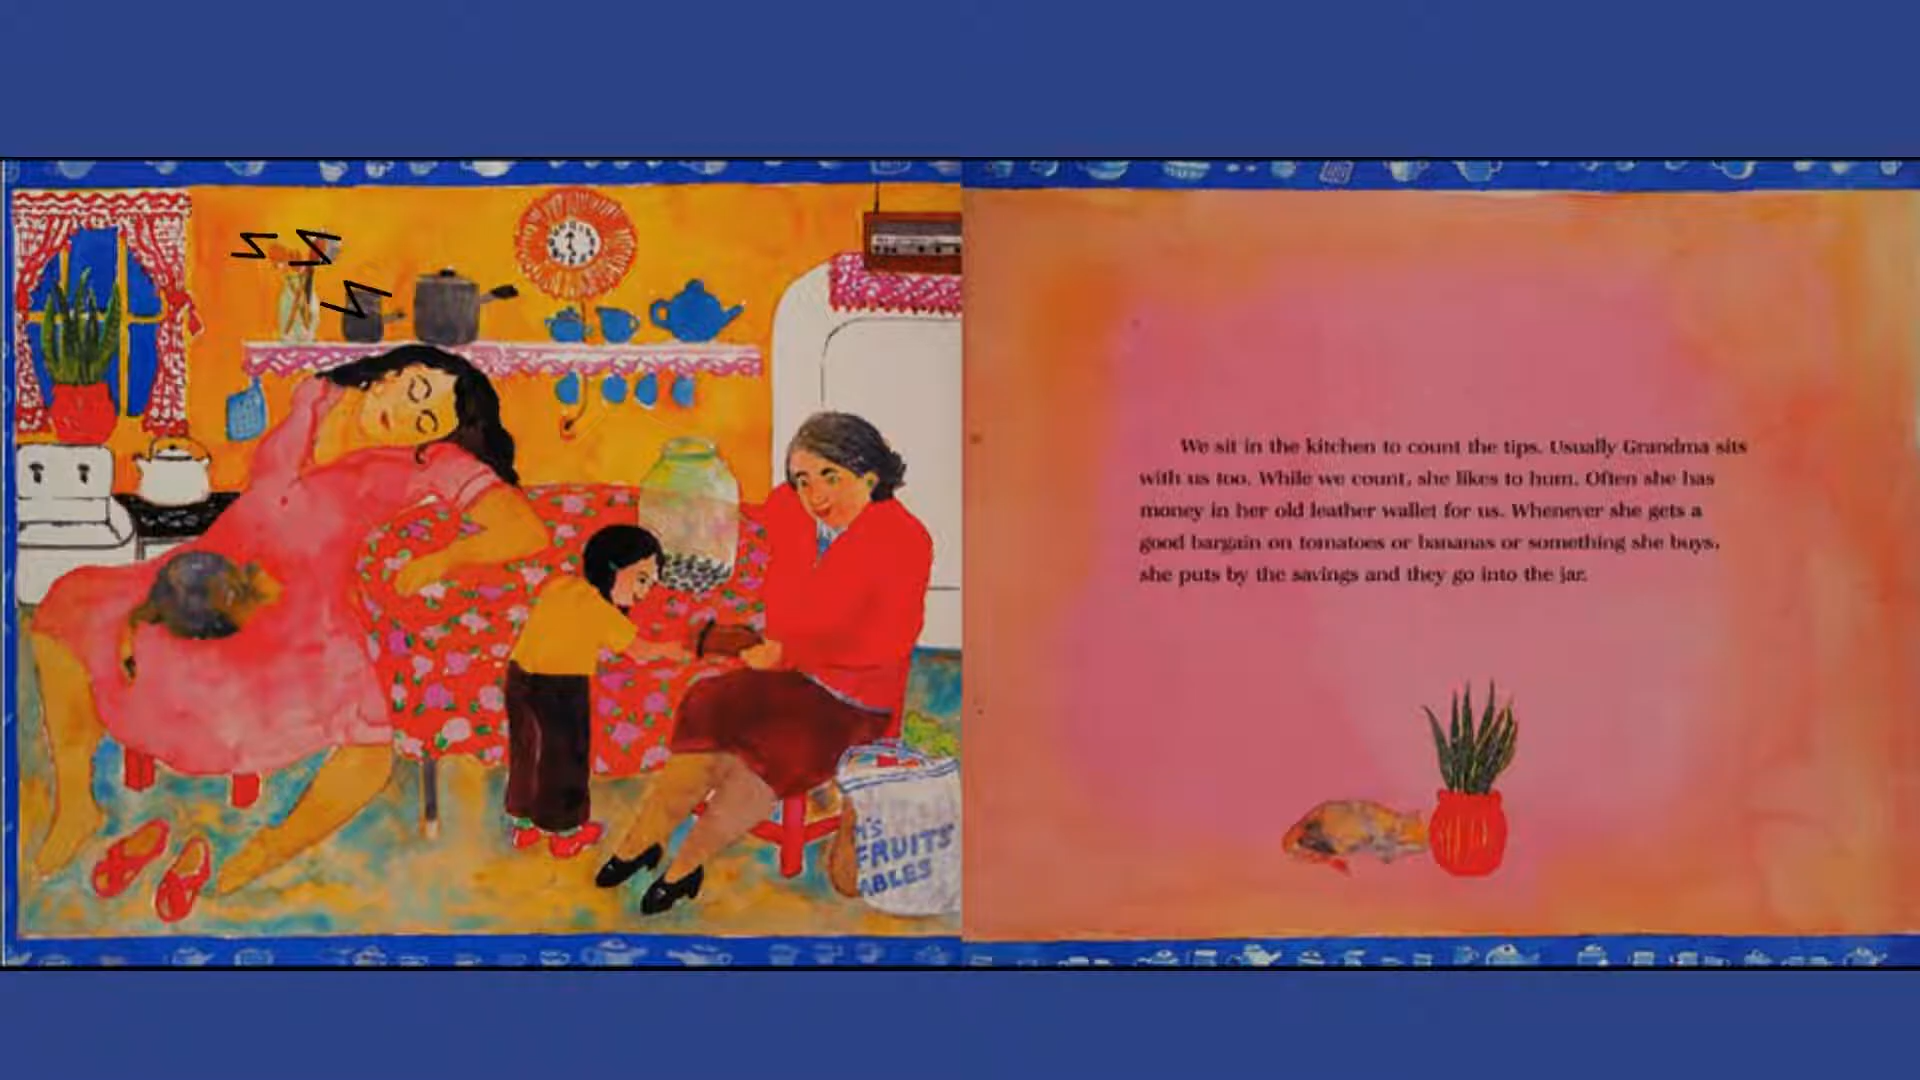 Z Z
Z
H'S
FRUITS
ABLES
We sit in the kitchen to count the tips. Usually Grandma sits
with us too. While we count, she likes to hum. Often she has
money in her old leather wallet for us. Whenever she gets a
good bargain on tomatoes or bananas or something she buys,
she puts by the savings and they go into the jar.